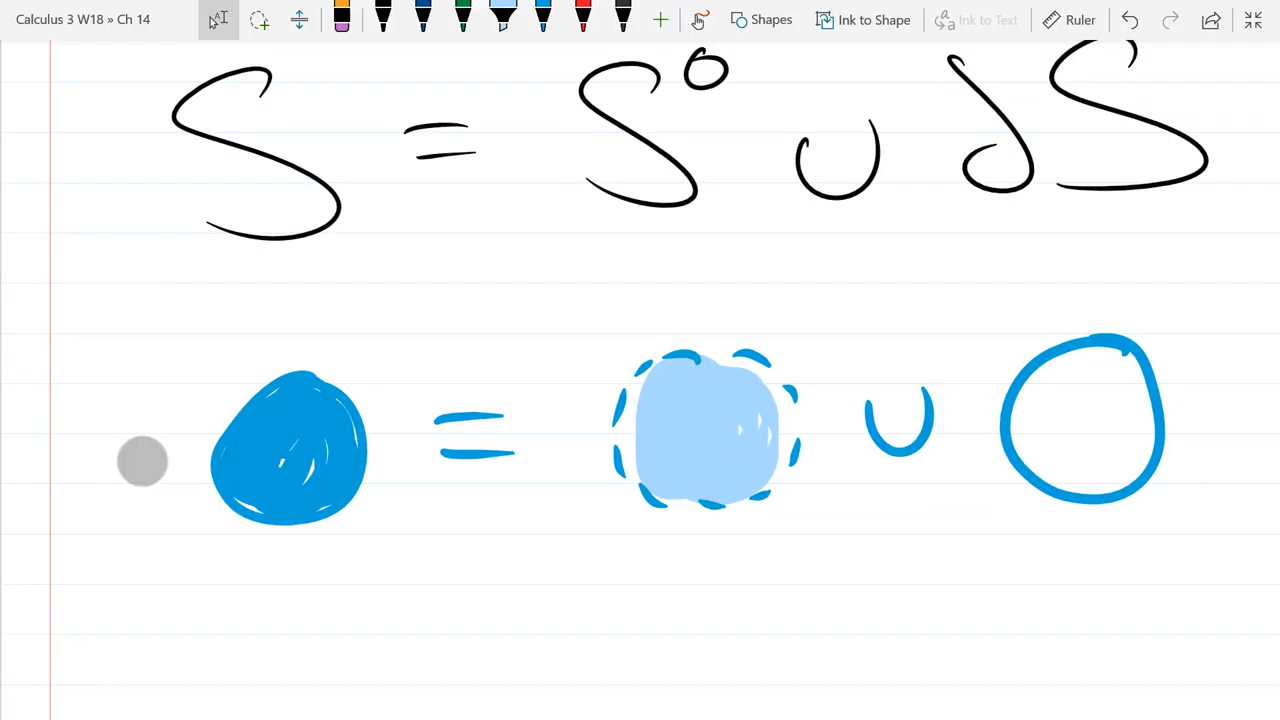 Calculus 3 W18 » Ch 14
Shapes
Ink to Shape
Ink to Text
Ruler
S = S° ∪ ∂S
= ∪